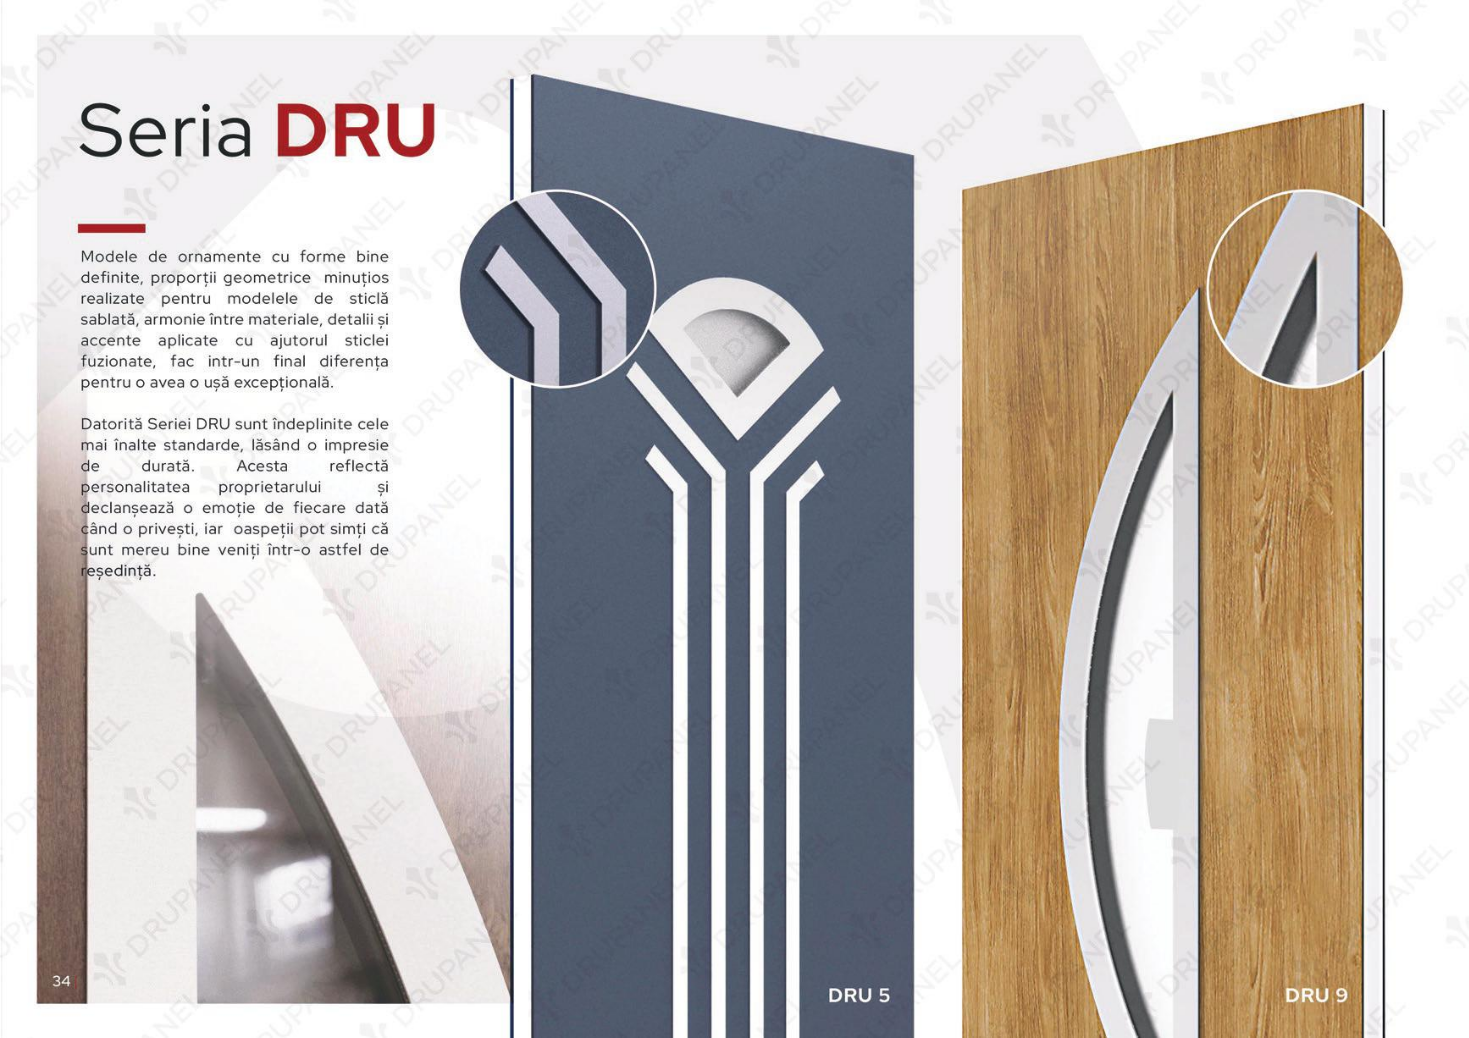 Seria DRU
Modele de ornamente cu forme bine
definite, proporții geometrice minuțios
realizate pentru modelele de sticlă
sablată, armonie între materiale, detalii și
accente aplicate cu ajutorul sticlei
fuzionate, fac intr-un final diferența
pentru o avea o ușă excepțională.
Datorită Seriei DRU sunt îndeplinite cele
mai înalte standarde, lăsând o impresie
de durată. Acesta reflectă
personalitatea proprietarului și
declanșează o emoție de fiecare dată
când o privești, iar oaspeții pot simți că
sunt mereu bine veniți într-o astfel de
reședință.
34
DRU 5
DRU 9
DRUPANEL